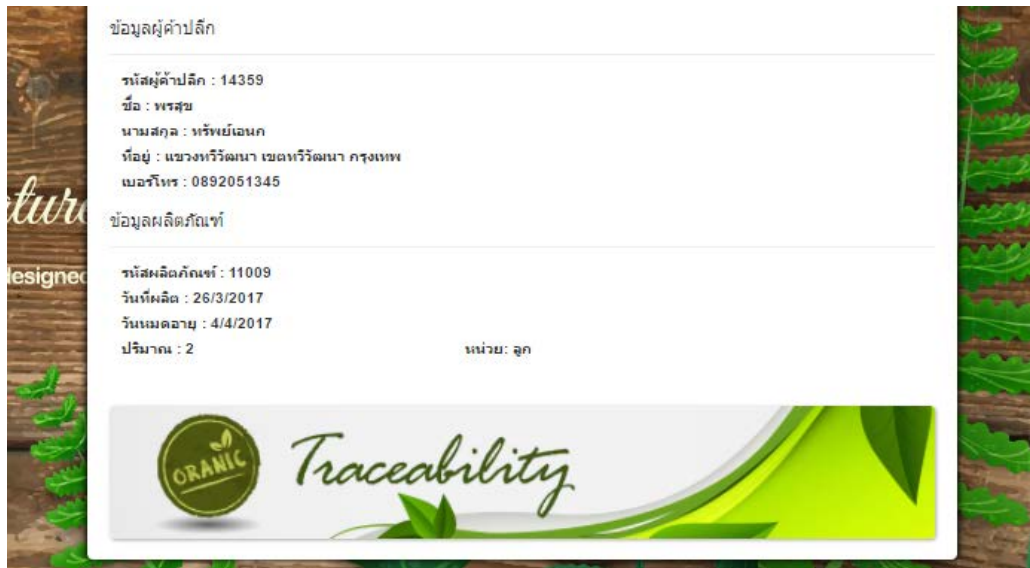 ข้อมูลผู้ค้าปลีก
รหัสผู้ค้าปลีก : 14359
ชื่อ : พรสุข
นามสกุล : ทรัพย์เอนก
ที่อยู่ : แขวงทวีวัฒนา เขตทวีวัฒนา กรุงเทพ
เบอร์โทร : 0892051345
ature
ข้อมูลผลิตภัณฑ์
designed
รหัสผลิตภัณฑ์ : 11009
วันที่ผลิต : 26/3/2017
วันหมดอายุ : 4/4/2017
ปริมาณ : 2 หน่วย: ลูก
ORANIC
Traceability